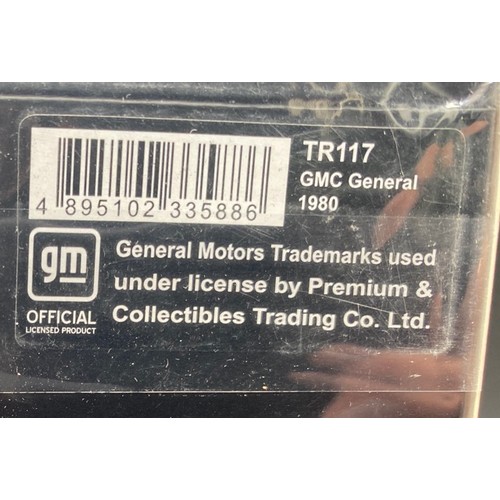 TR117
GMC General
1980
4 895102 335886
gm
OFFICIAL
LICENSED PRODUCT
General Motors Trademarks used
under license by Premium &
Collectibles Trading Co. Ltd.